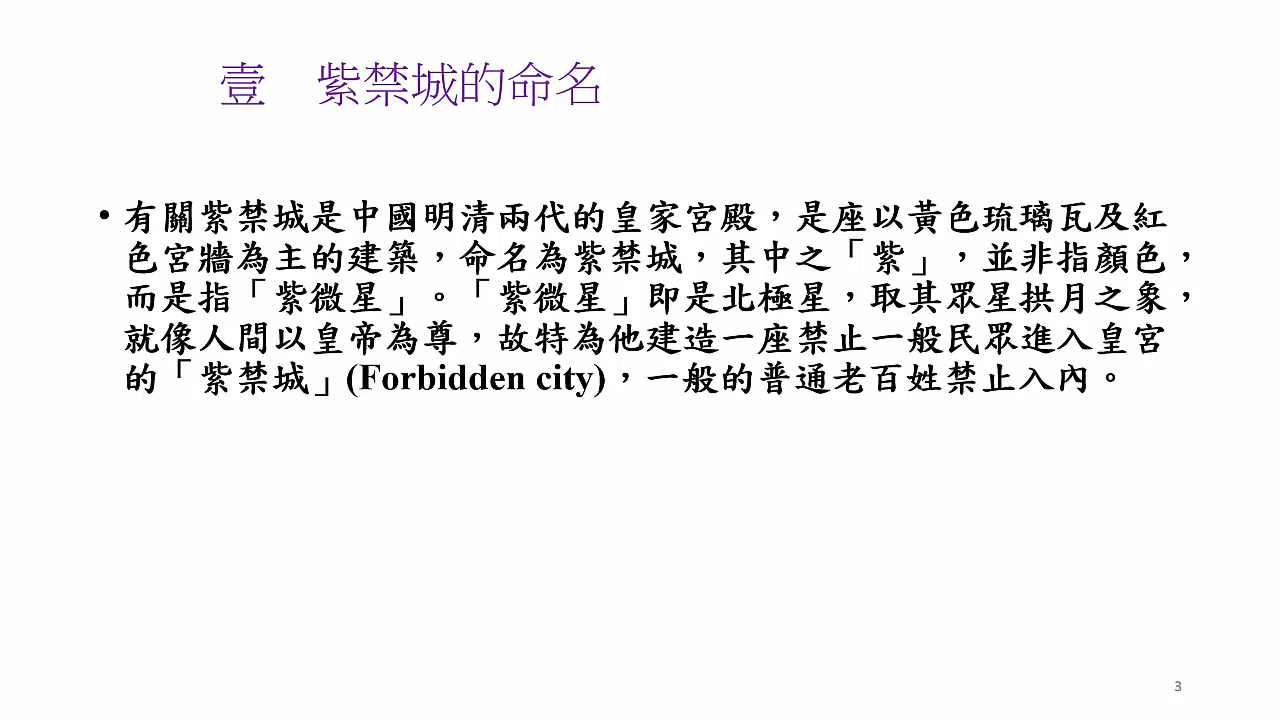 壹　紫禁城的命名
• 有關紫禁城是中國明清兩代的皇家宮殿，是座以黃色琉璃瓦及紅
色宮牆為主的建築，命名為紫禁城，其中之「紫」，並非指顏色，
而是指「紫微星」。「紫微星」即是北極星，取其眾星拱月之象，
就像人間以皇帝為尊，故特為他建造一座禁止一般民眾進入皇宮
的「紫禁城」(Forbidden city)，一般的普通老百姓禁止入內。
3